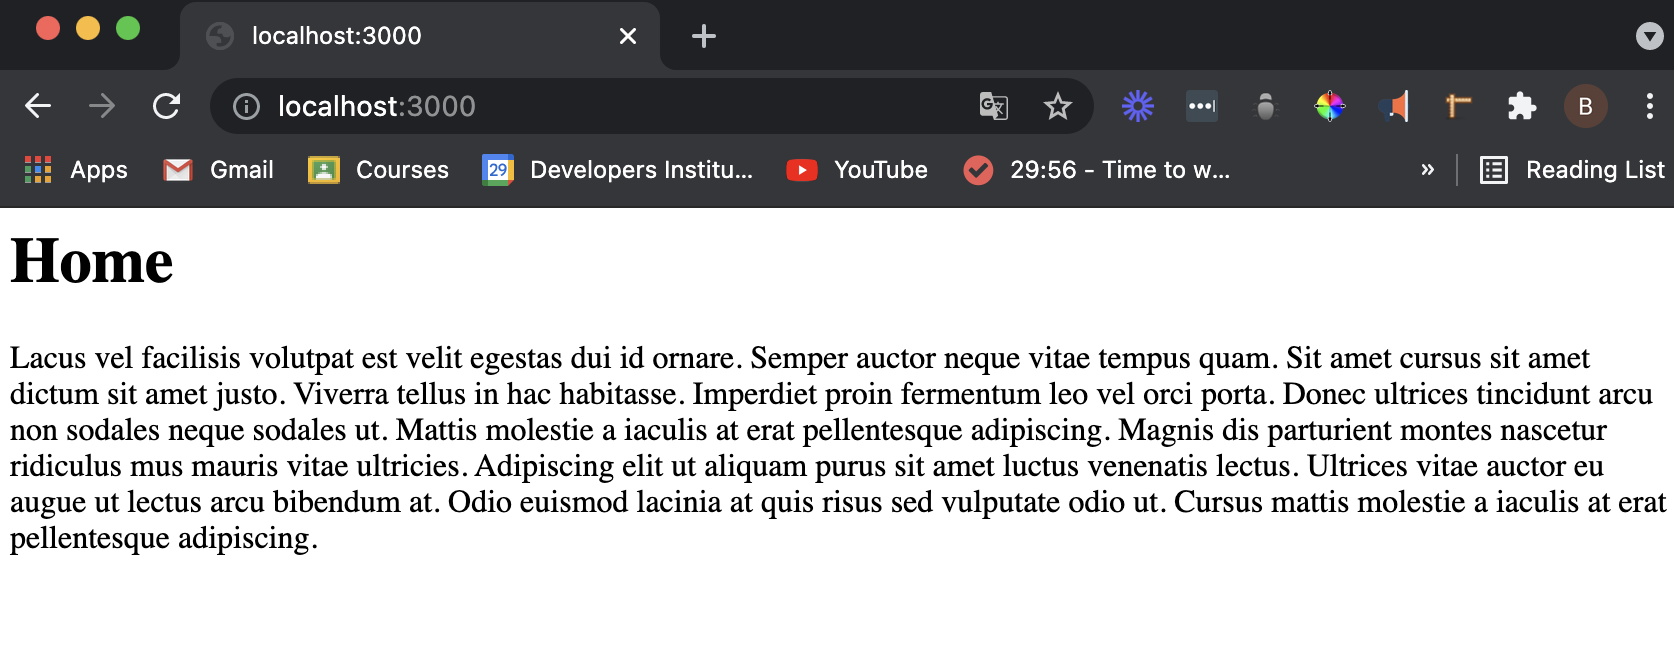 localhost:3000
localhost:3000
B
Apps Gmail Courses 29 Developers Institu... YouTube 29:56 - Time to w... » Reading List
Home
Lacus vel facilisis volutpat est velit egestas dui id ornare. Semper auctor neque vitae tempus quam. Sit amet cursus sit amet
dictum sit amet justo. Viverra tellus in hac habitasse. Imperdiet proin fermentum leo vel orci porta. Donec ultrices tincidunt arcu
non sodales neque sodales ut. Mattis molestie a iaculis at erat pellentesque adipiscing. Magnis dis parturient montes nascetur
ridiculus mus mauris vitae ultricies. Adipiscing elit ut aliquam purus sit amet luctus venenatis lectus. Ultrices vitae auctor eu
augue ut lectus arcu bibendum at. Odio euismod lacinia at quis risus sed vulputate odio ut. Cursus mattis molestie a iaculis at erat
pellentesque adipiscing.